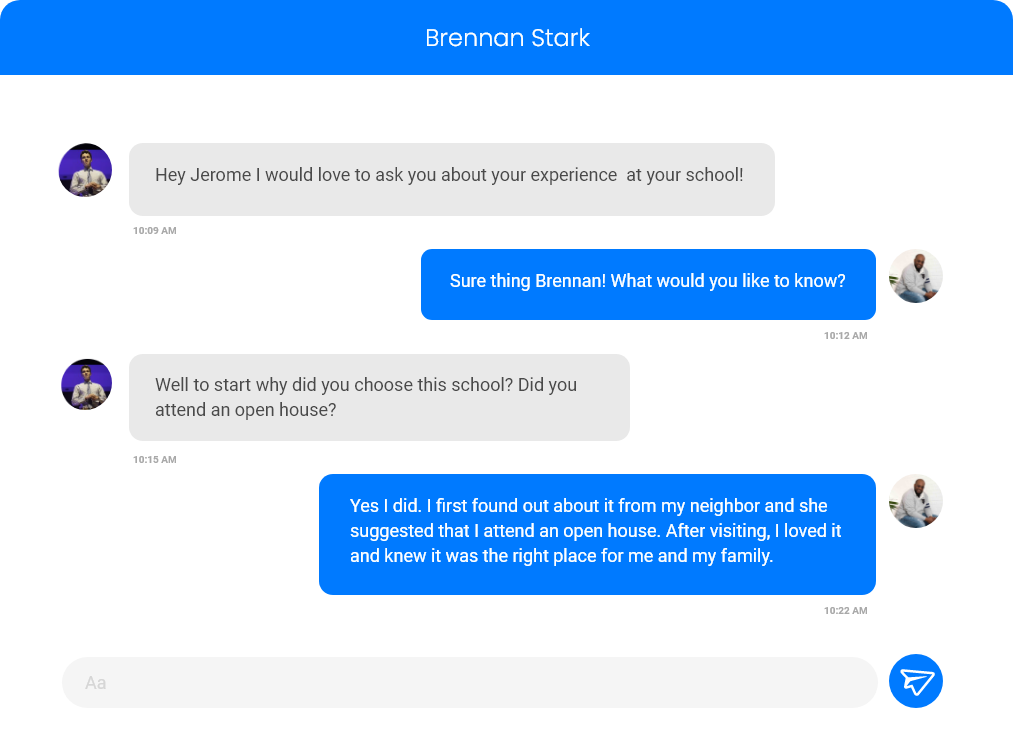 Brennan Stark
Hey Jerome I would love to ask you about your experience  at your school!
10:09 AM
Sure thing Brennan! What would you like to know?
10:12 AM
Well to start why did you choose this school? Did you
attend an open house?
10:15 AM
Yes I did. I first found out about it from my neighbor and she
suggested that I attend an open house. After visiting, I loved it
and knew it was the right place for me and my family.
10:22 AM
Aa